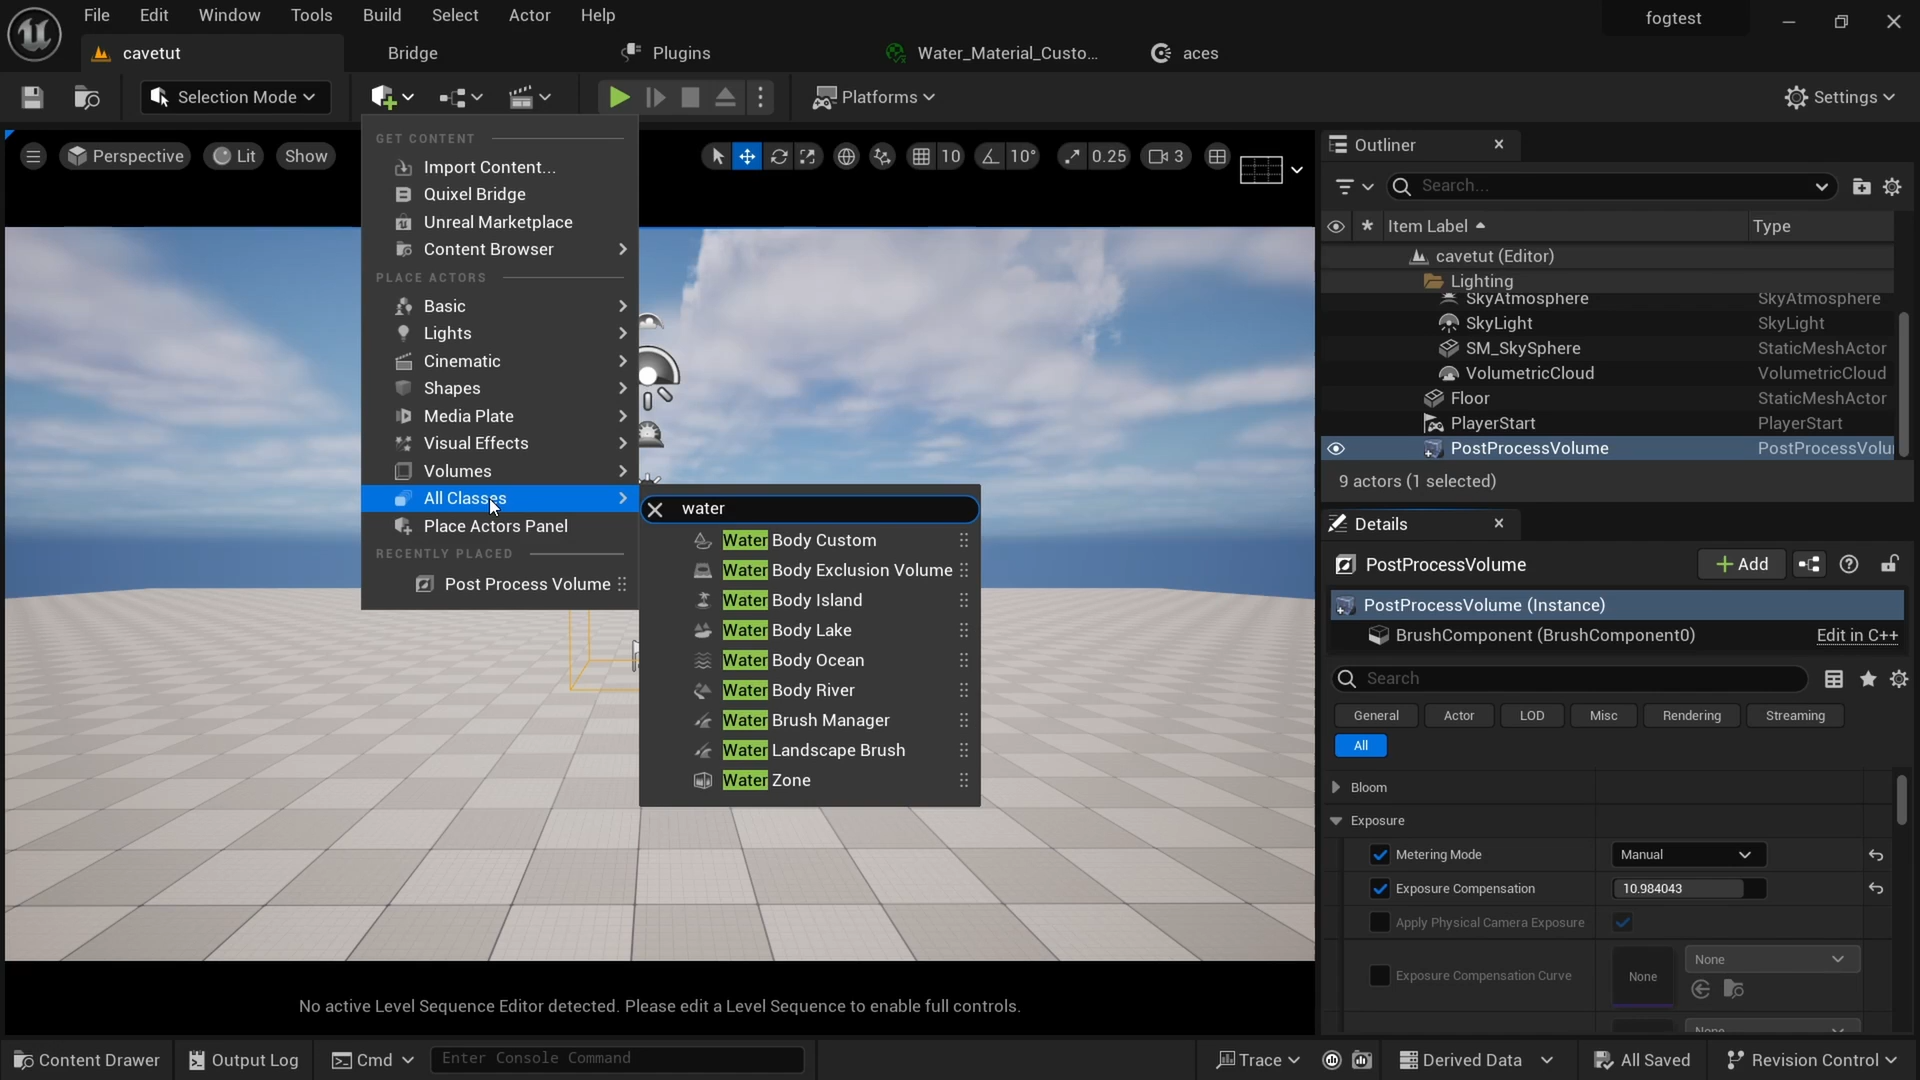 File Edit Window Tools Build Select Actor Help fogtest
cavetut Bridge Plugins Water_Material_Custo... aces
Selection Mode Platforms Settings
Perspective Lit Show 10 10° 0.25 3
GET CONTENT
Import Content...
Quixel Bridge
Unreal Marketplace
Content Browser
PLACE ACTORS
Basic
Lights
Cinematic
Shapes
Media Plate
Visual Effects
Volumes
All Classes
Place Actors Panel
RECENTLY PLACED
Post Process Volume
water
Water Body Custom
Water Body Exclusion Volume
Water Body Island
Water Body Lake
Water Body Ocean
Water Body River
Water Brush Manager
Water Landscape Brush
Water Zone
No active Level Sequence Editor detected. Please edit a Level Sequence to enable full controls.
Outliner
Search...
Item Label Type
cavetut (Editor)
Lighting
SkyAtmosphere SkyAtmosphere
SkyLight SkyLight
SM_SkySphere StaticMeshActor
VolumetricCloud VolumetricCloud
Floor StaticMeshActor
PlayerStart PlayerStart
PostProcessVolume PostProcessVolu
9 actors (1 selected)
Details
PostProcessVolume Add
PostProcessVolume (Instance)
BrushComponent (BrushComponent0) Edit in C++
Search
General Actor LOD Misc Rendering Streaming
All
Bloom
Exposure
Metering Mode Manual
Exposure Compensation 10.984043
Apply Physical Camera Exposure
Exposure Compensation Curve None None
None
Content Drawer Output Log Cmd Enter Console Command Trace Derived Data All Saved Revision Control